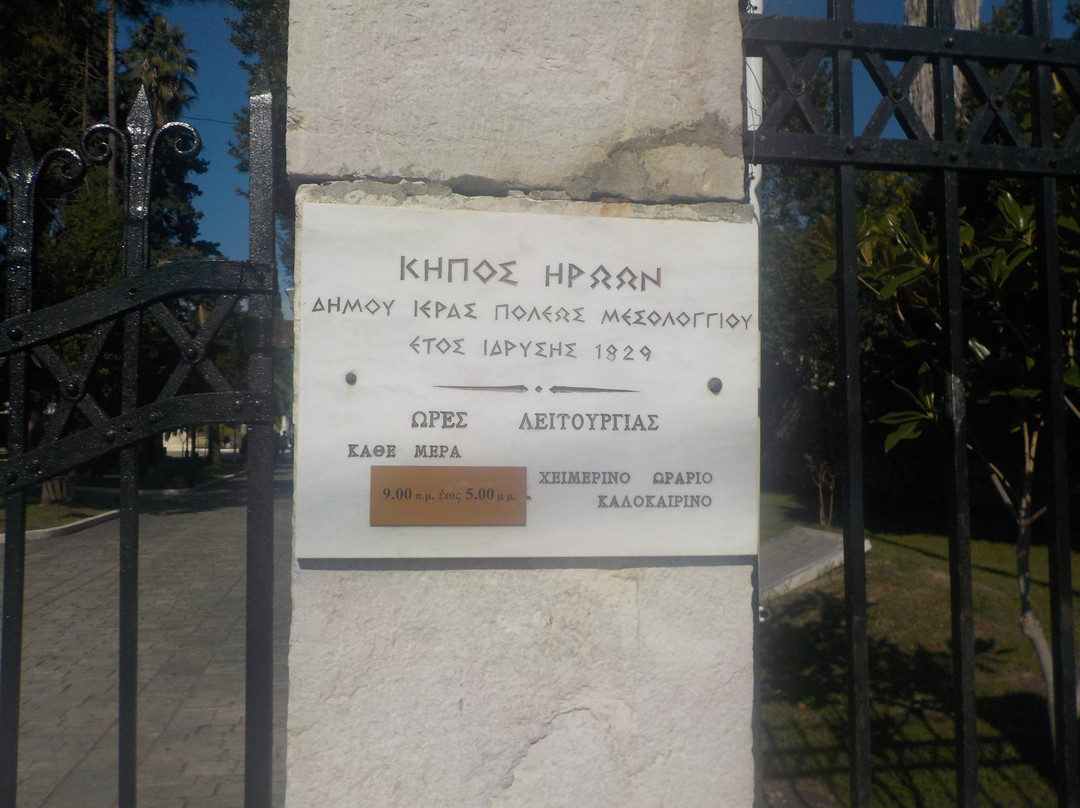 ΚΗΠΟΣ ΗΡΩΩΝ
ΔΗΜΟΥ ΙΕΡΑΣ ΠΟΛΕΩΣ ΜΕΣΟΛΟΓΓΙΟΥ
ΕΤΟΣ ΙΔΡΥΣΗΣ 1829
ΩΡΕΣ ΛΕΙΤΟΥΡΓΙΑΣ
ΚΑΘΕ ΜΕΡΑ
9.00 π.μ. έως 5.00 μ.μ.
ΧΕΙΜΕΡΙΝΟ ΩΡΑΡΙΟ
ΚΑΛΟΚΑΙΡΙΝΟ